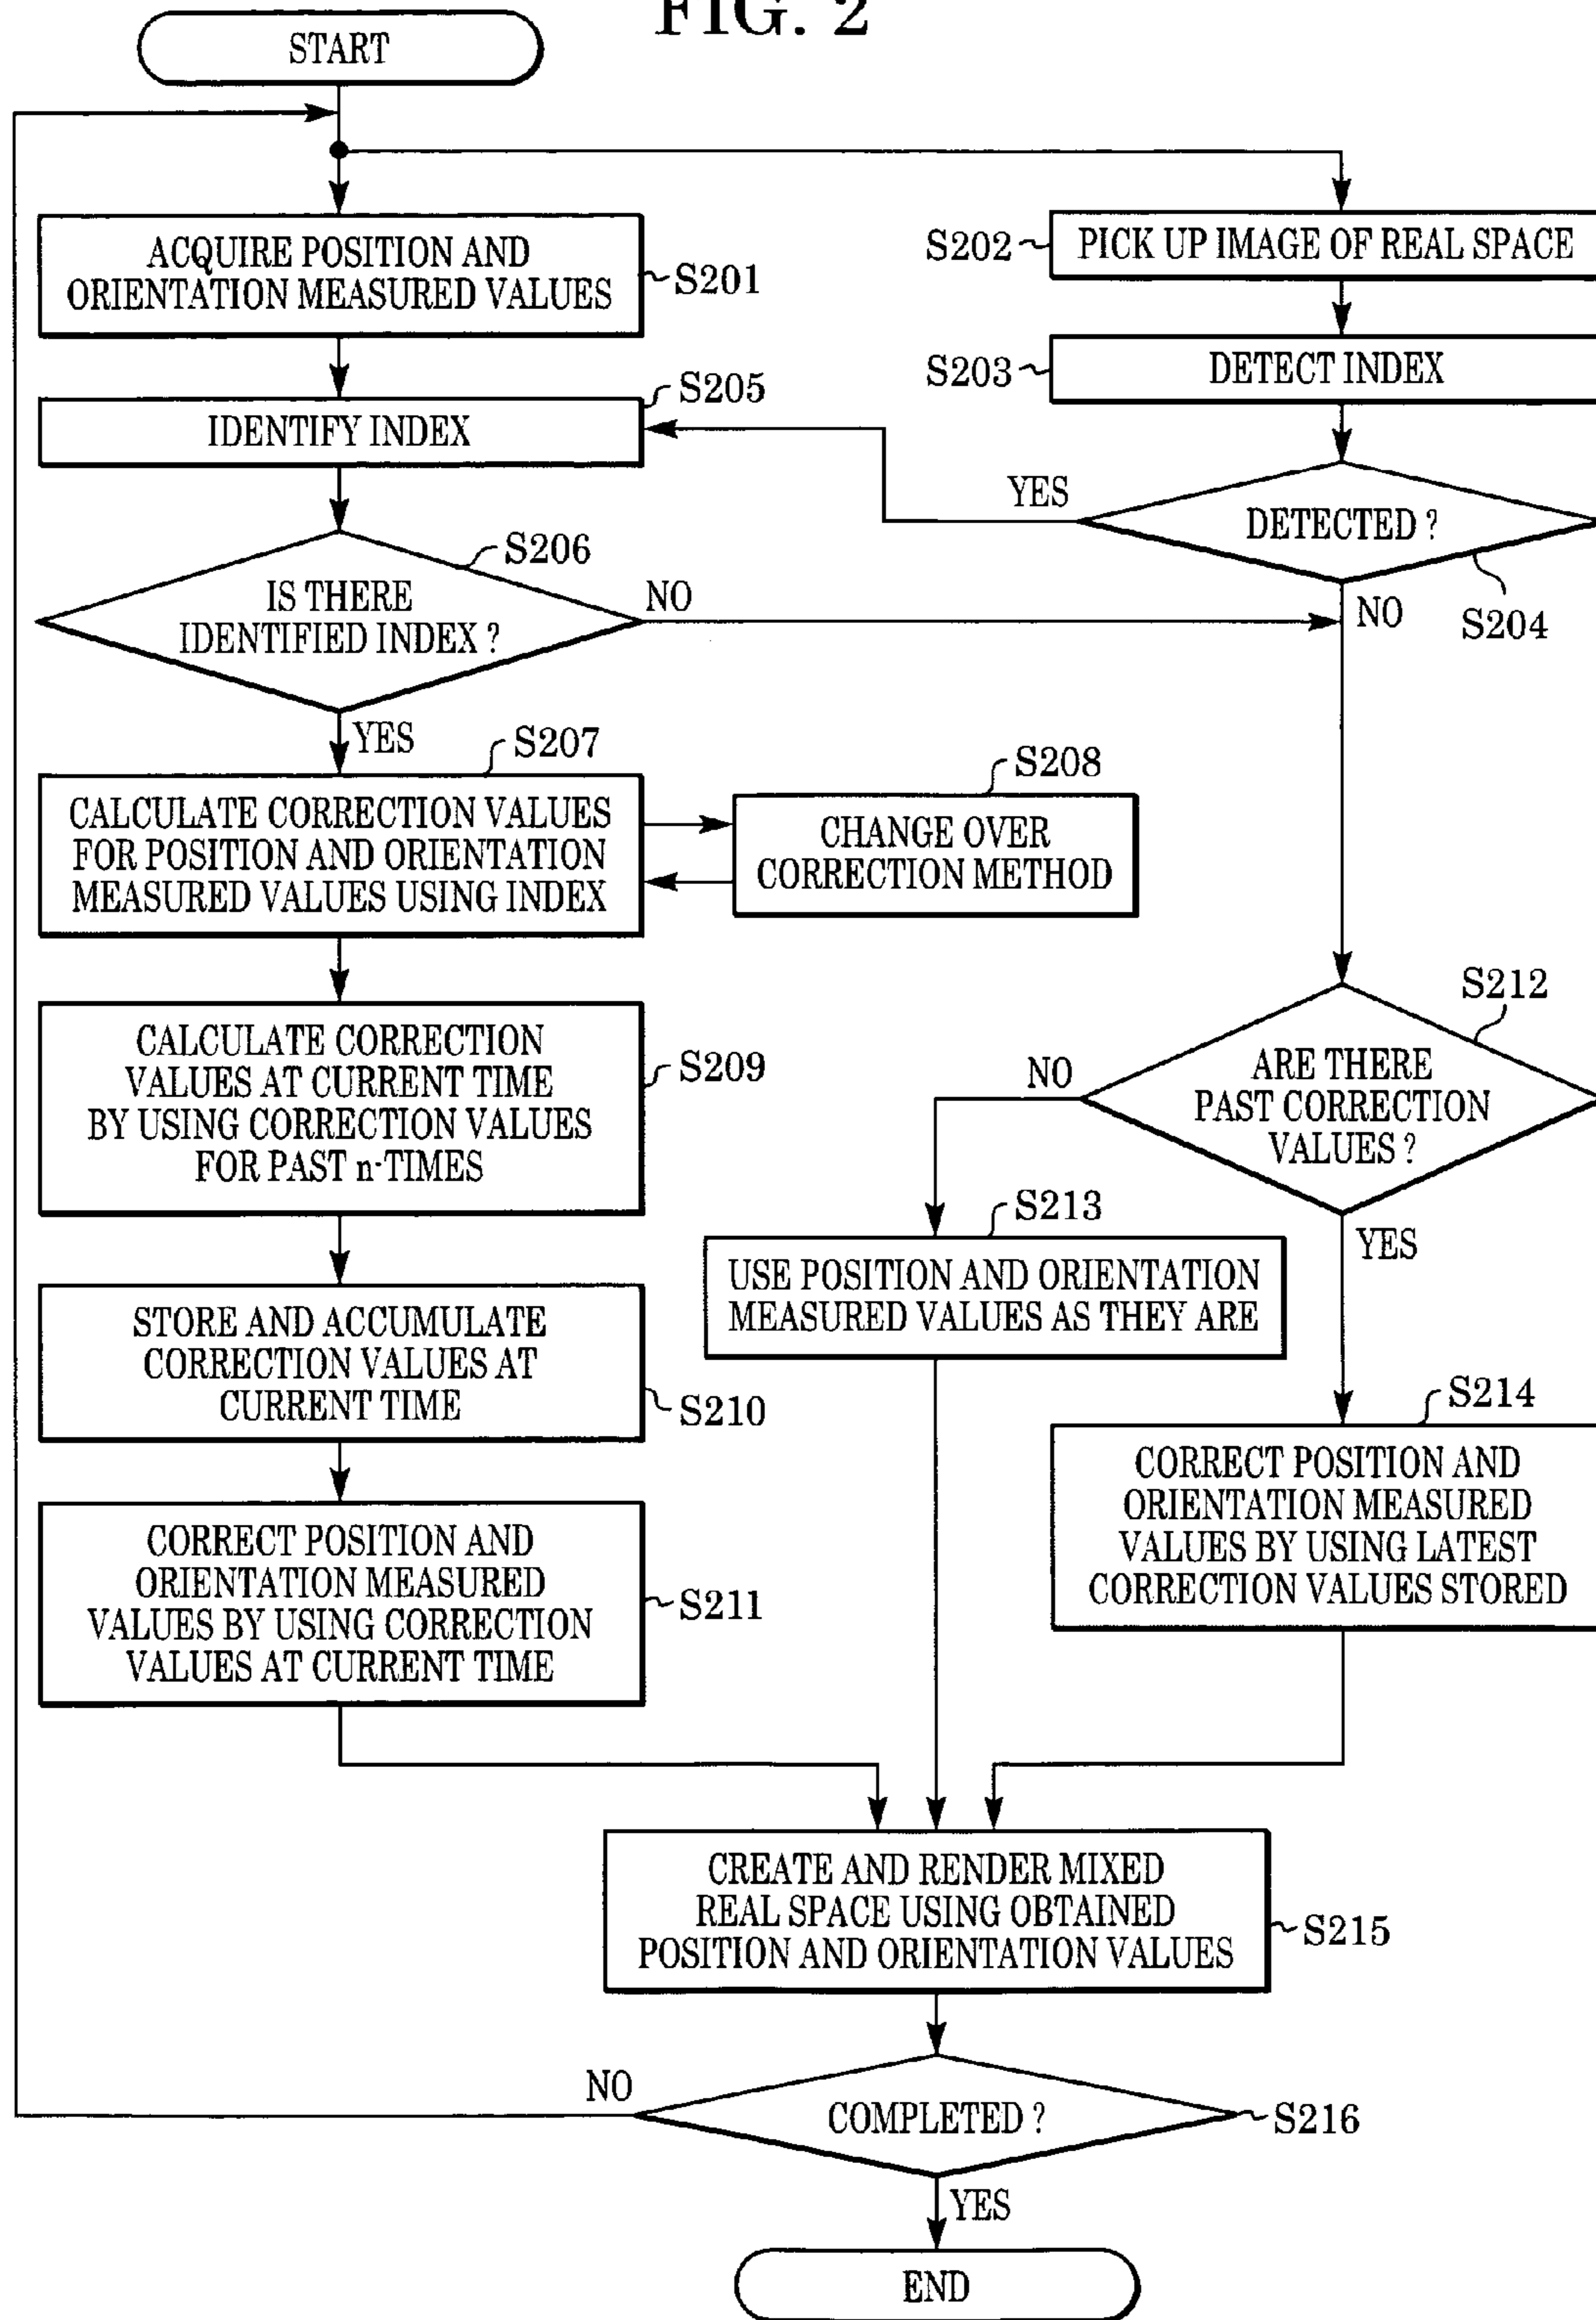 FIG. 2
START
ACQUIRE POSITION AND
ORIENTATION MEASURED VALUES
S201
S202
PICK UP IMAGE OF REAL SPACE
S203
DETECT INDEX
S205
IDENTIFY INDEX
YES
DETECTED ?
S204
NO
S206
IS THERE
IDENTIFIED INDEX ?
NO
YES
S207
CALCULATE CORRECTION VALUES
FOR POSITION AND ORIENTATION
MEASURED VALUES USING INDEX
S208
CHANGE OVER
CORRECTION METHOD
CALCULATE CORRECTION
VALUES AT CURRENT TIME
BY USING CORRECTION VALUES
FOR PAST n-TIMES
S209
S212
ARE THERE
PAST CORRECTION
VALUES ?
NO
YES
S213
USE POSITION AND ORIENTATION
MEASURED VALUES AS THEY ARE
STORE AND ACCUMULATE
CORRECTION VALUES AT
CURRENT TIME
S210
S214
CORRECT POSITION AND
ORIENTATION MEASURED
VALUES BY USING LATEST
CORRECTION VALUES STORED
CORRECT POSITION AND
ORIENTATION MEASURED
VALUES BY USING CORRECTION
VALUES AT CURRENT TIME
S211
CREATE AND RENDER MIXED
REAL SPACE USING OBTAINED
POSITION AND ORIENTATION VALUES
S215
NO
COMPLETED ?
S216
YES
END